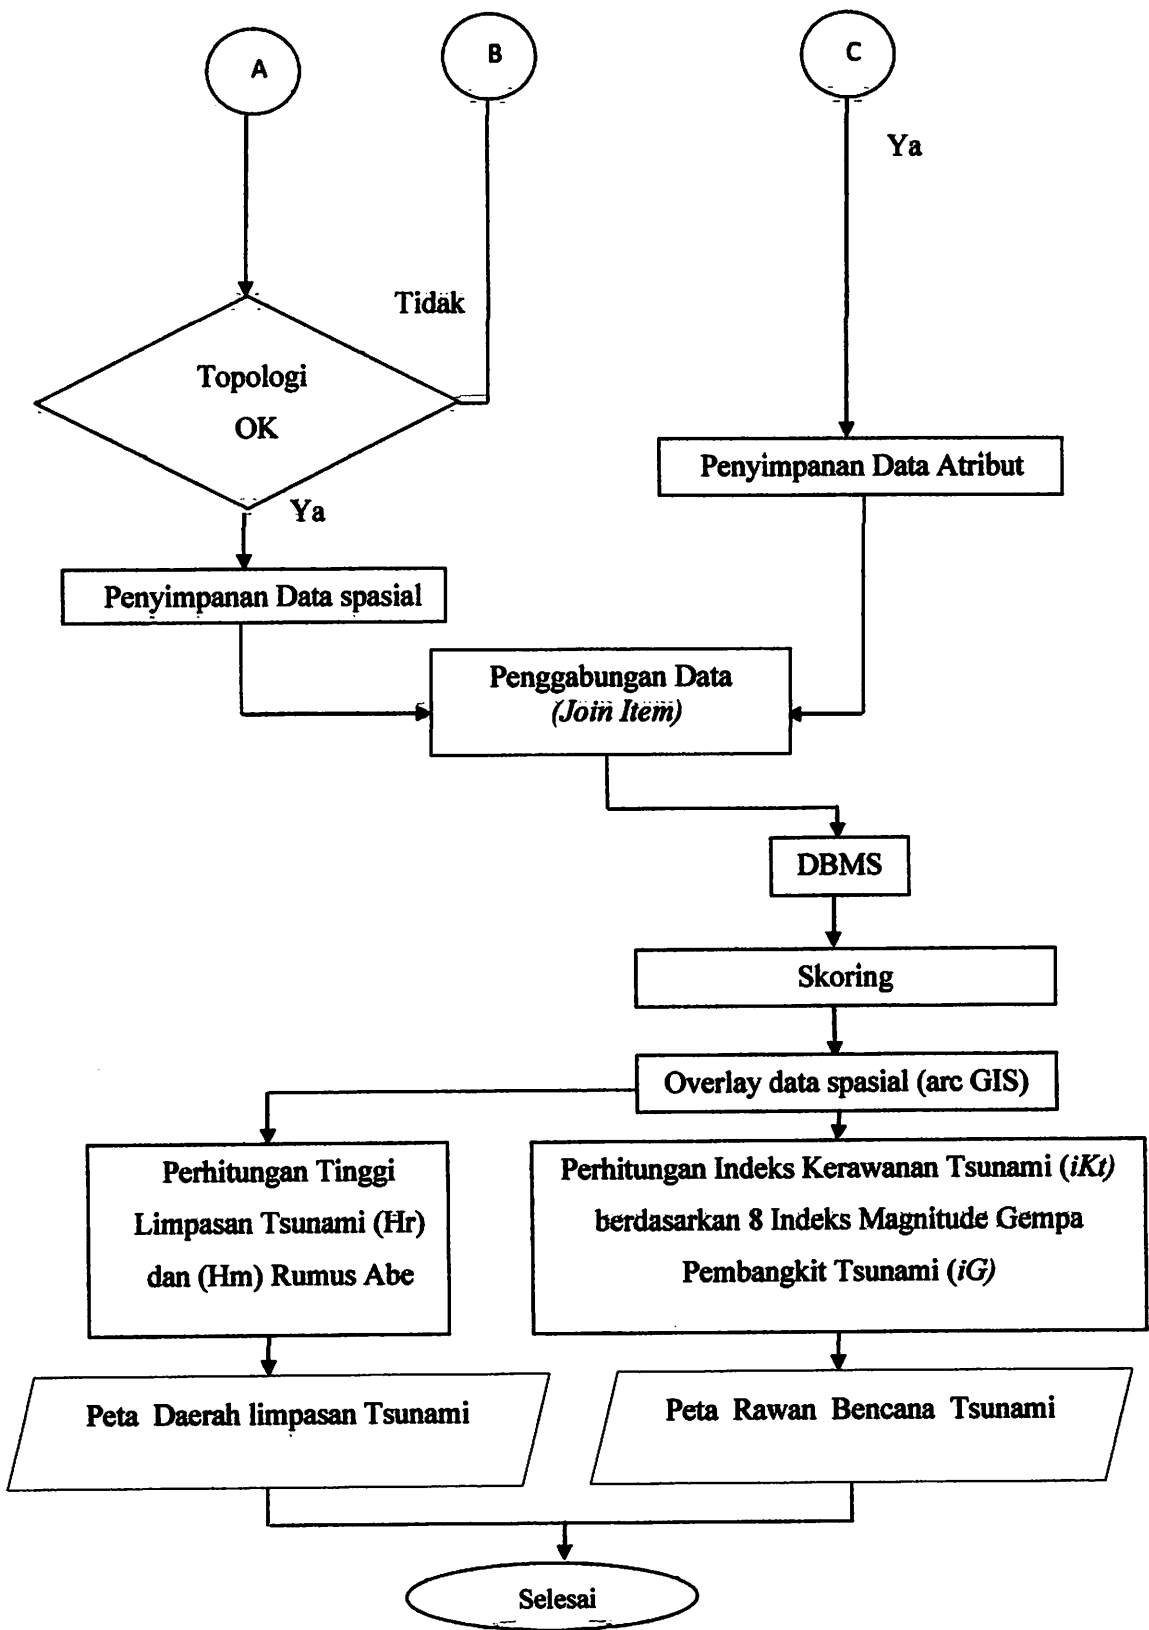 A
B
C
Ya
Tidak
Topologi
OK
Penyimpanan Data Atribut
Ya
Penyimpanan Data spasial
Penggabungan Data
(Join Item)
DBMS
Skoring
Overlay data spasial (arc GIS)
Perhitungan Tinggi
Limpasan Tsunami (Hr)
dan (Hm) Rumus Abe
Perhitungan Indeks Kerawanan Tsunami (iKt)
berdasarkan 8 Indeks Magnitude Gempa
Pembangkit Tsunami (iG)
Peta Daerah limpasan Tsunami
Peta Rawan Bencana Tsunami
Selesai